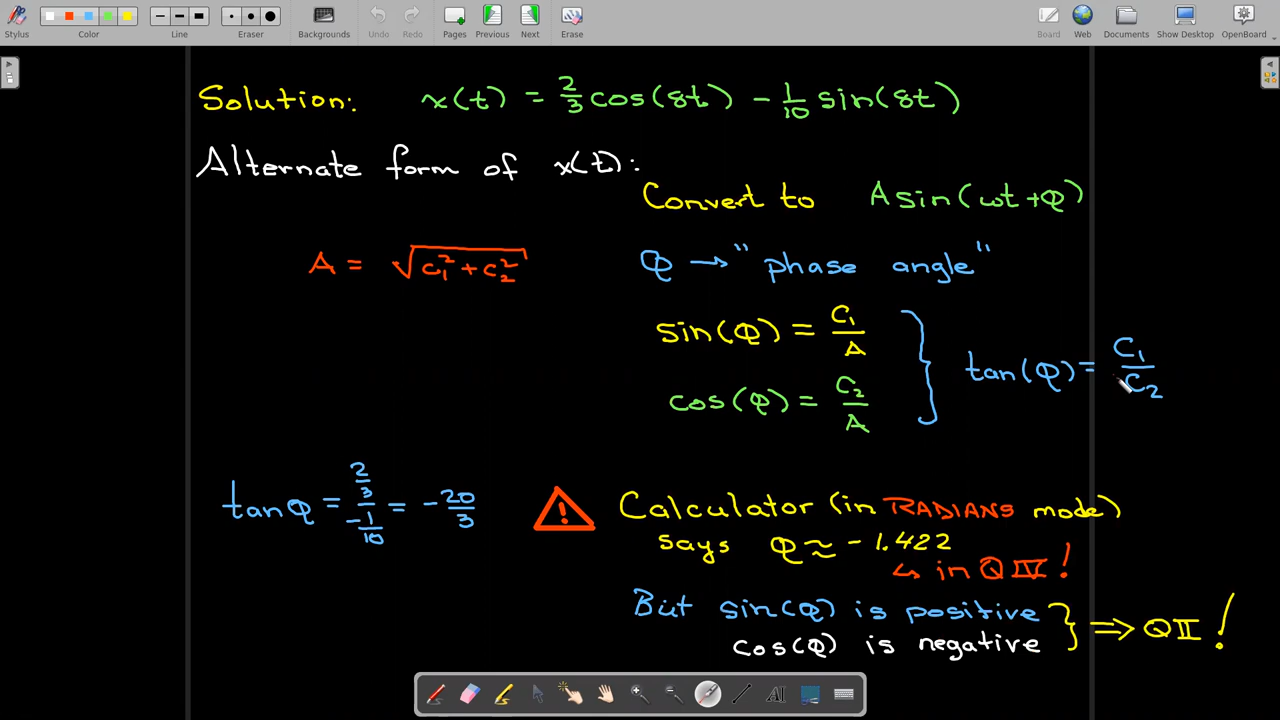 Stylus Color Line Eraser Backgrounds Undo Redo Pages Previous Next Erase Board Web Documents Show Desktop OpenBoard
Solution: x(t) = 2/3 cos(8t) - 1/10 sin(8t)
Alternate form of x(t):
Convert to A sin(ωt + φ)
A = √(c₁² + c₂²)
φ → "phase angle"
sin(φ) = C₁/A
cos(φ) = C₂/A
tan(φ) = C₁/C₂
tan φ = (2/3)/(-1/10) = -20/3
! Calculator (in RADIANS mode)
says φ ≈ -1.422
↳ in QIV!
But sin(φ) is positive
cos(φ) is negative
⇒ QII!
AI